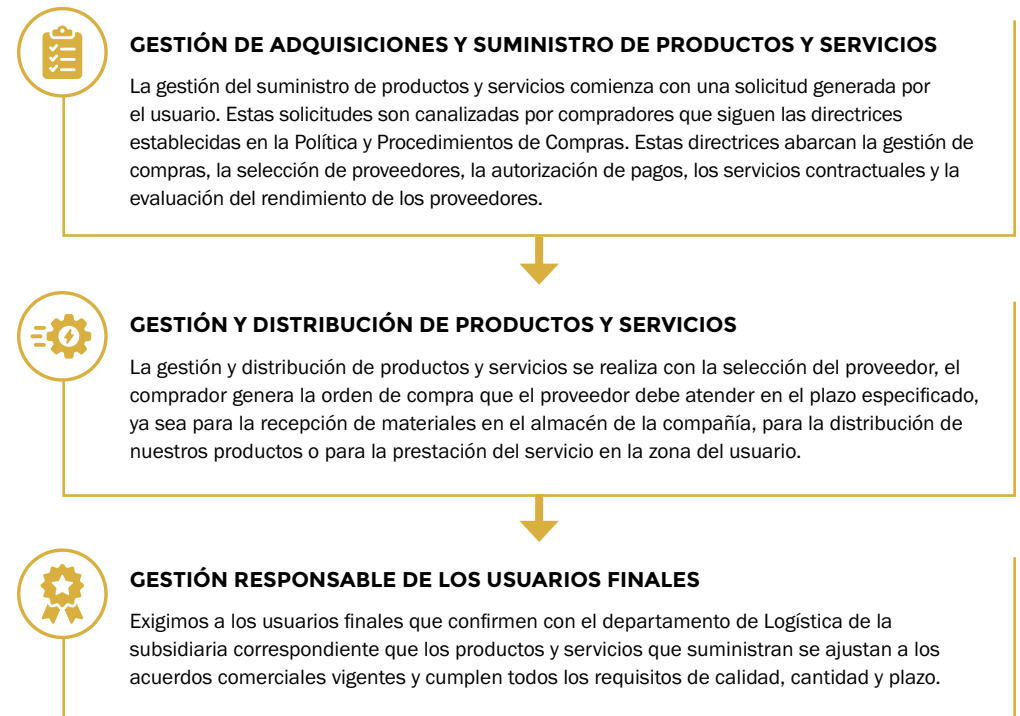 GESTIÓN DE ADQUISICIONES Y SUMINISTRO DE PRODUCTOS Y SERVICIOS
La gestión del suministro de productos y servicios comienza con una solicitud generada por
el usuario. Estas solicitudes son canalizadas por compradores que siguen las directrices
establecidas en la Política y Procedimientos de Compras. Estas directrices abarcan la gestión de
compras, la selección de proveedores, la autorización de pagos, los servicios contractuales y la
evaluación del rendimiento de los proveedores.
GESTIÓN Y DISTRIBUCIÓN DE PRODUCTOS Y SERVICIOS
La gestión y distribución de productos y servicios se realiza con la selección del proveedor, el
comprador genera la orden de compra que el proveedor debe atender en el plazo especificado,
ya sea para la recepción de materiales en el almacén de la compañía, para la distribución de
nuestros productos o para la prestación del servicio en la zona del usuario.
GESTIÓN RESPONSABLE DE LOS USUARIOS FINALES
Exigimos a los usuarios finales que confirmen con el departamento de Logística de la
subsidiaria correspondiente que los productos y servicios que suministran se ajustan a los
acuerdos comerciales vigentes y cumplen todos los requisitos de calidad, cantidad y plazo.